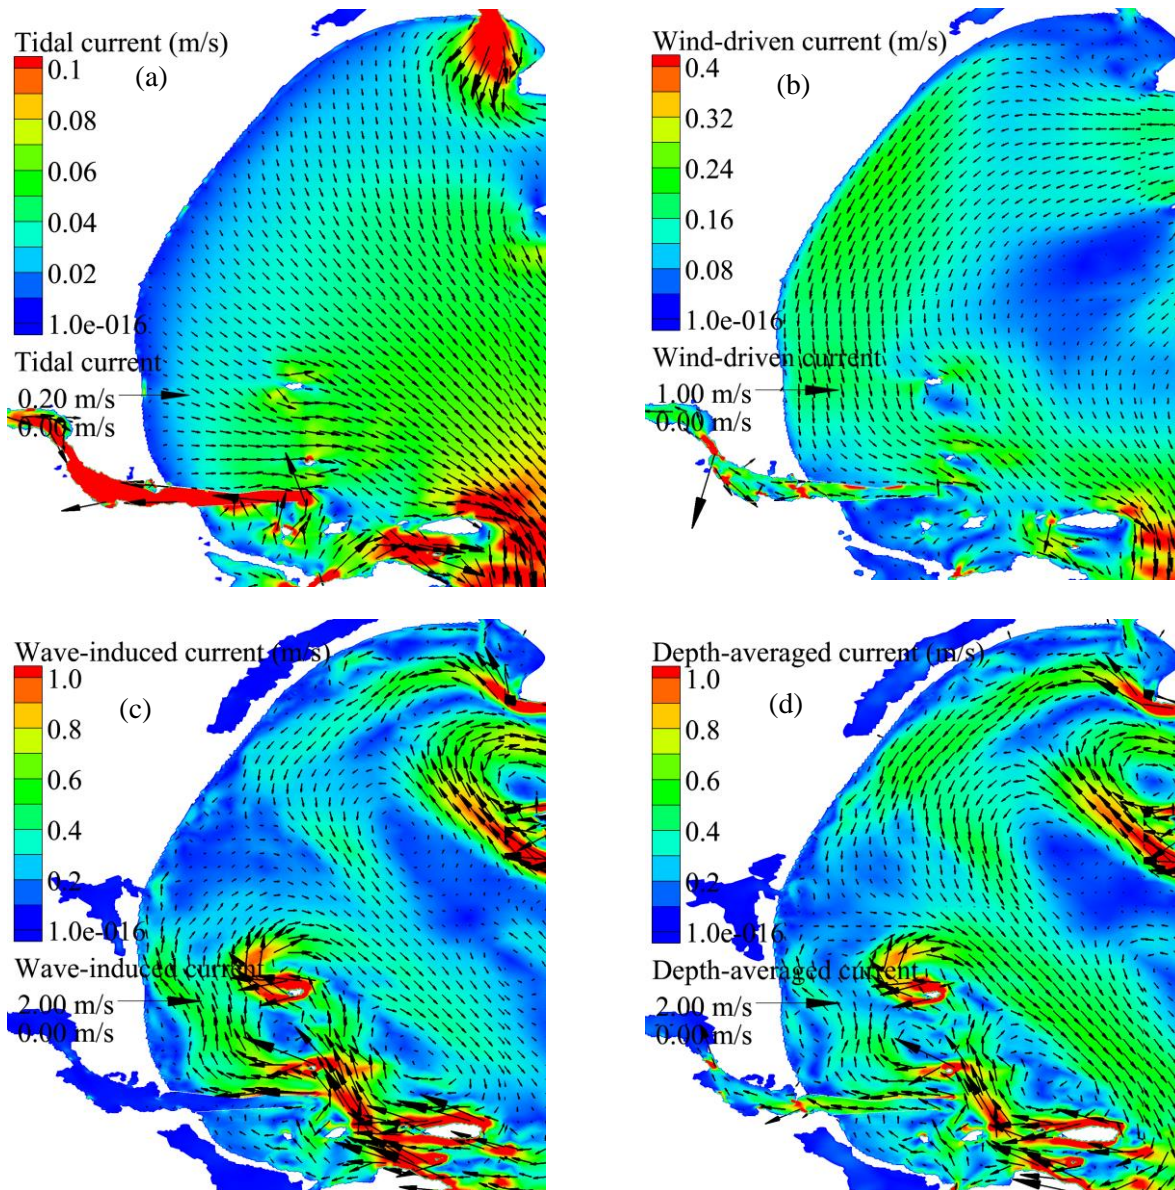 Tidal current (m/s)
(a)
0.1
0.08
0.06
0.04
0.02
1.0e-016
Tidal current
0.20 m/s
0.00 m/s
Wind-driven current (m/s)
(b)
0.4
0.32
0.24
0.16
0.08
1.0e-016
Wind-driven current
1.00 m/s
0.00 m/s
Wave-induced current (m/s)
(c)
1.0
0.8
0.6
0.4
0.2
1.0e-016
Wave-induced current
2.00 m/s
0.00 m/s
Depth-averaged current (m/s)
(d)
1.0
0.8
0.6
0.4
0.2
1.0e-016
Depth-averaged current
2.00 m/s
0.00 m/s